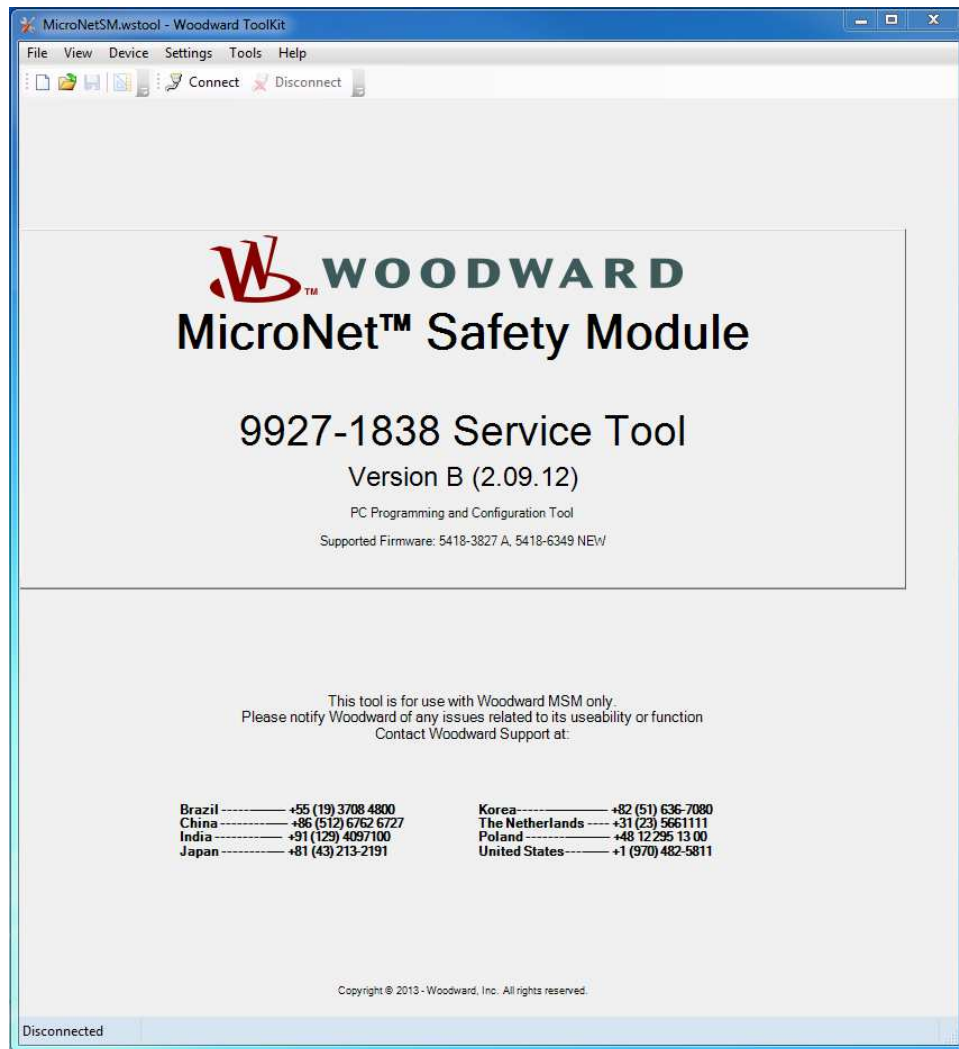 MicroNetSM.wstool - Woodward ToolKit
File View Device Settings Tools Help
Connect Disconnect
WOODWARD
TM
MicroNet™ Safety Module
9927-1838 Service Tool
Version B (2.09.12)
PC Programming and Configuration Tool
Supported Firmware: 5418-3827 A, 5418-6349 NEW
This tool is for use with Woodward MSM only.
Please notify Woodward of any issues related to its useability or function
Contact Woodward Support at:
Brazil ---------- +55 (19) 3708 4800
China ---------- +86 (512) 6762 6727
India ---------- +91 (129) 4097100
Japan ---------- +81 (43) 213-2191
Korea---------- +82 (51) 636-7080
The Netherlands ---- +31 (23) 5661111
Poland ---------- +48 12 295 13 00
United States-------- +1 (970) 482-5811
Copyright © 2013 - Woodward, Inc. All rights reserved.
Disconnected